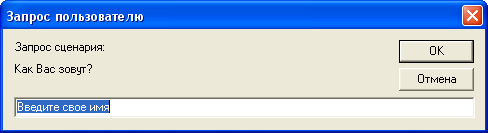 Запрос пользователю
Запрос сценария:
Как Вас зовут?
OK
Отмена
Введите свое имя